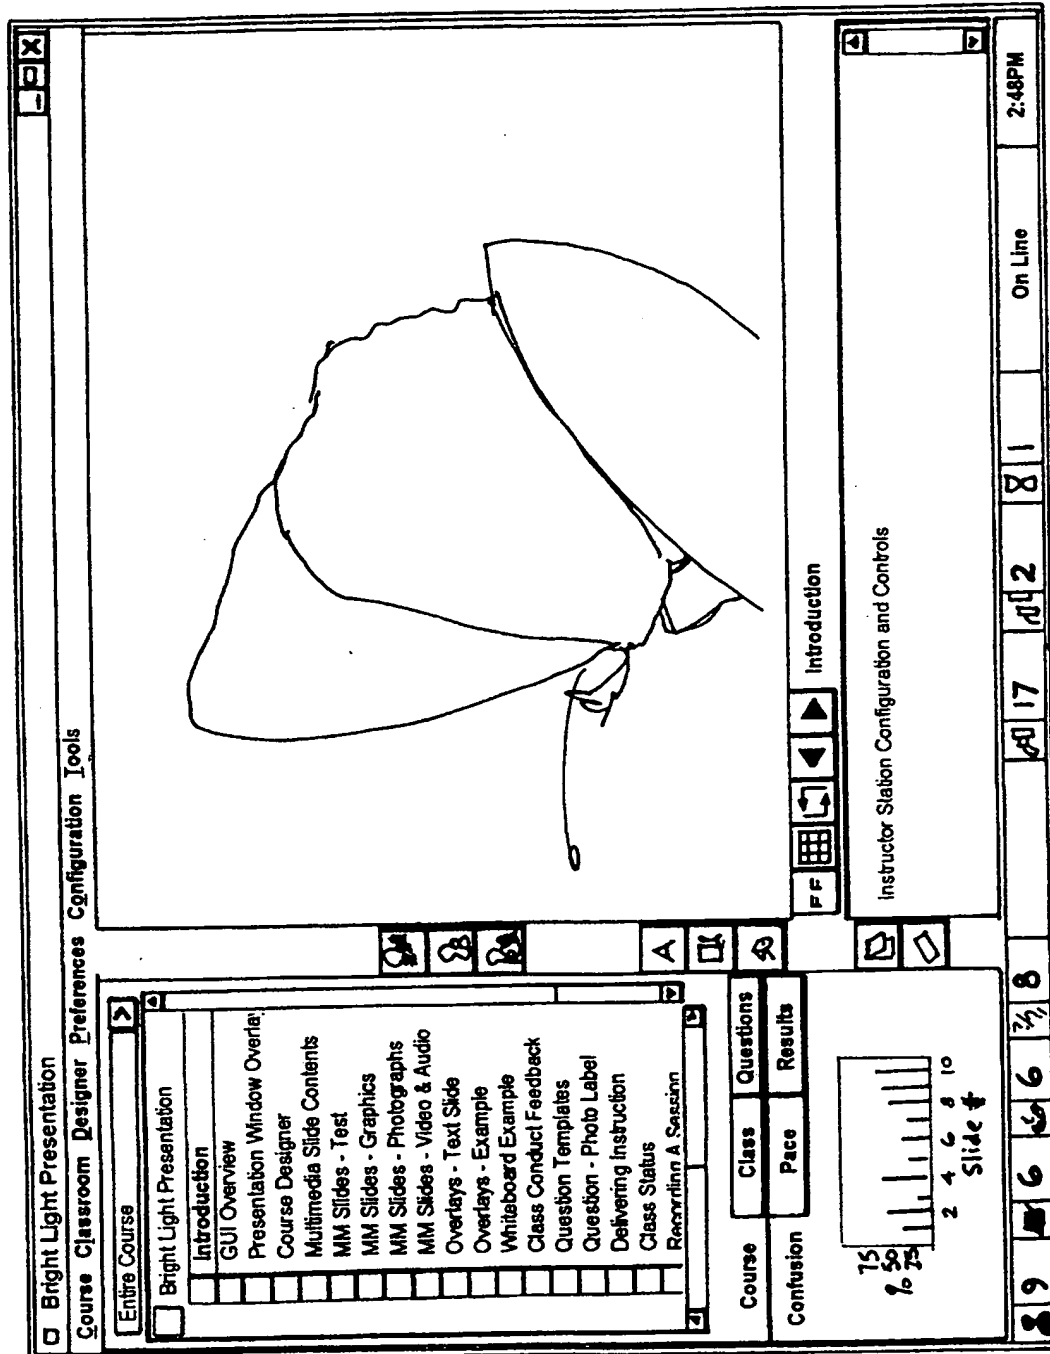 Bright Light Presentation
Course Classroom Designer Preferences Configuration Tools
Entire Course >
Bright Light Presentation
Introduction
GUI Overview
Presentation Window Overlay
Course Designer
Multimedia Slide Contents
MM Slides - Test
MM Slides - Graphics
MM Slides - Photographs
MM Slides - Video & Audio
Overlays - Text Slide
Overlays - Example
Whiteboard Example
Class Conduct Feedback
Question Templates
Question - Photo Label
Delivering Instruction
Class Status
Recording A Session
A
FF Introduction
Course Class Questions
Confusion Pace Results
75
% 50
25
2 4 6 8 10
Slide #
Instructor Station Configuration and Controls
9 6 6 8 17 2 1 On Line 2:48PM